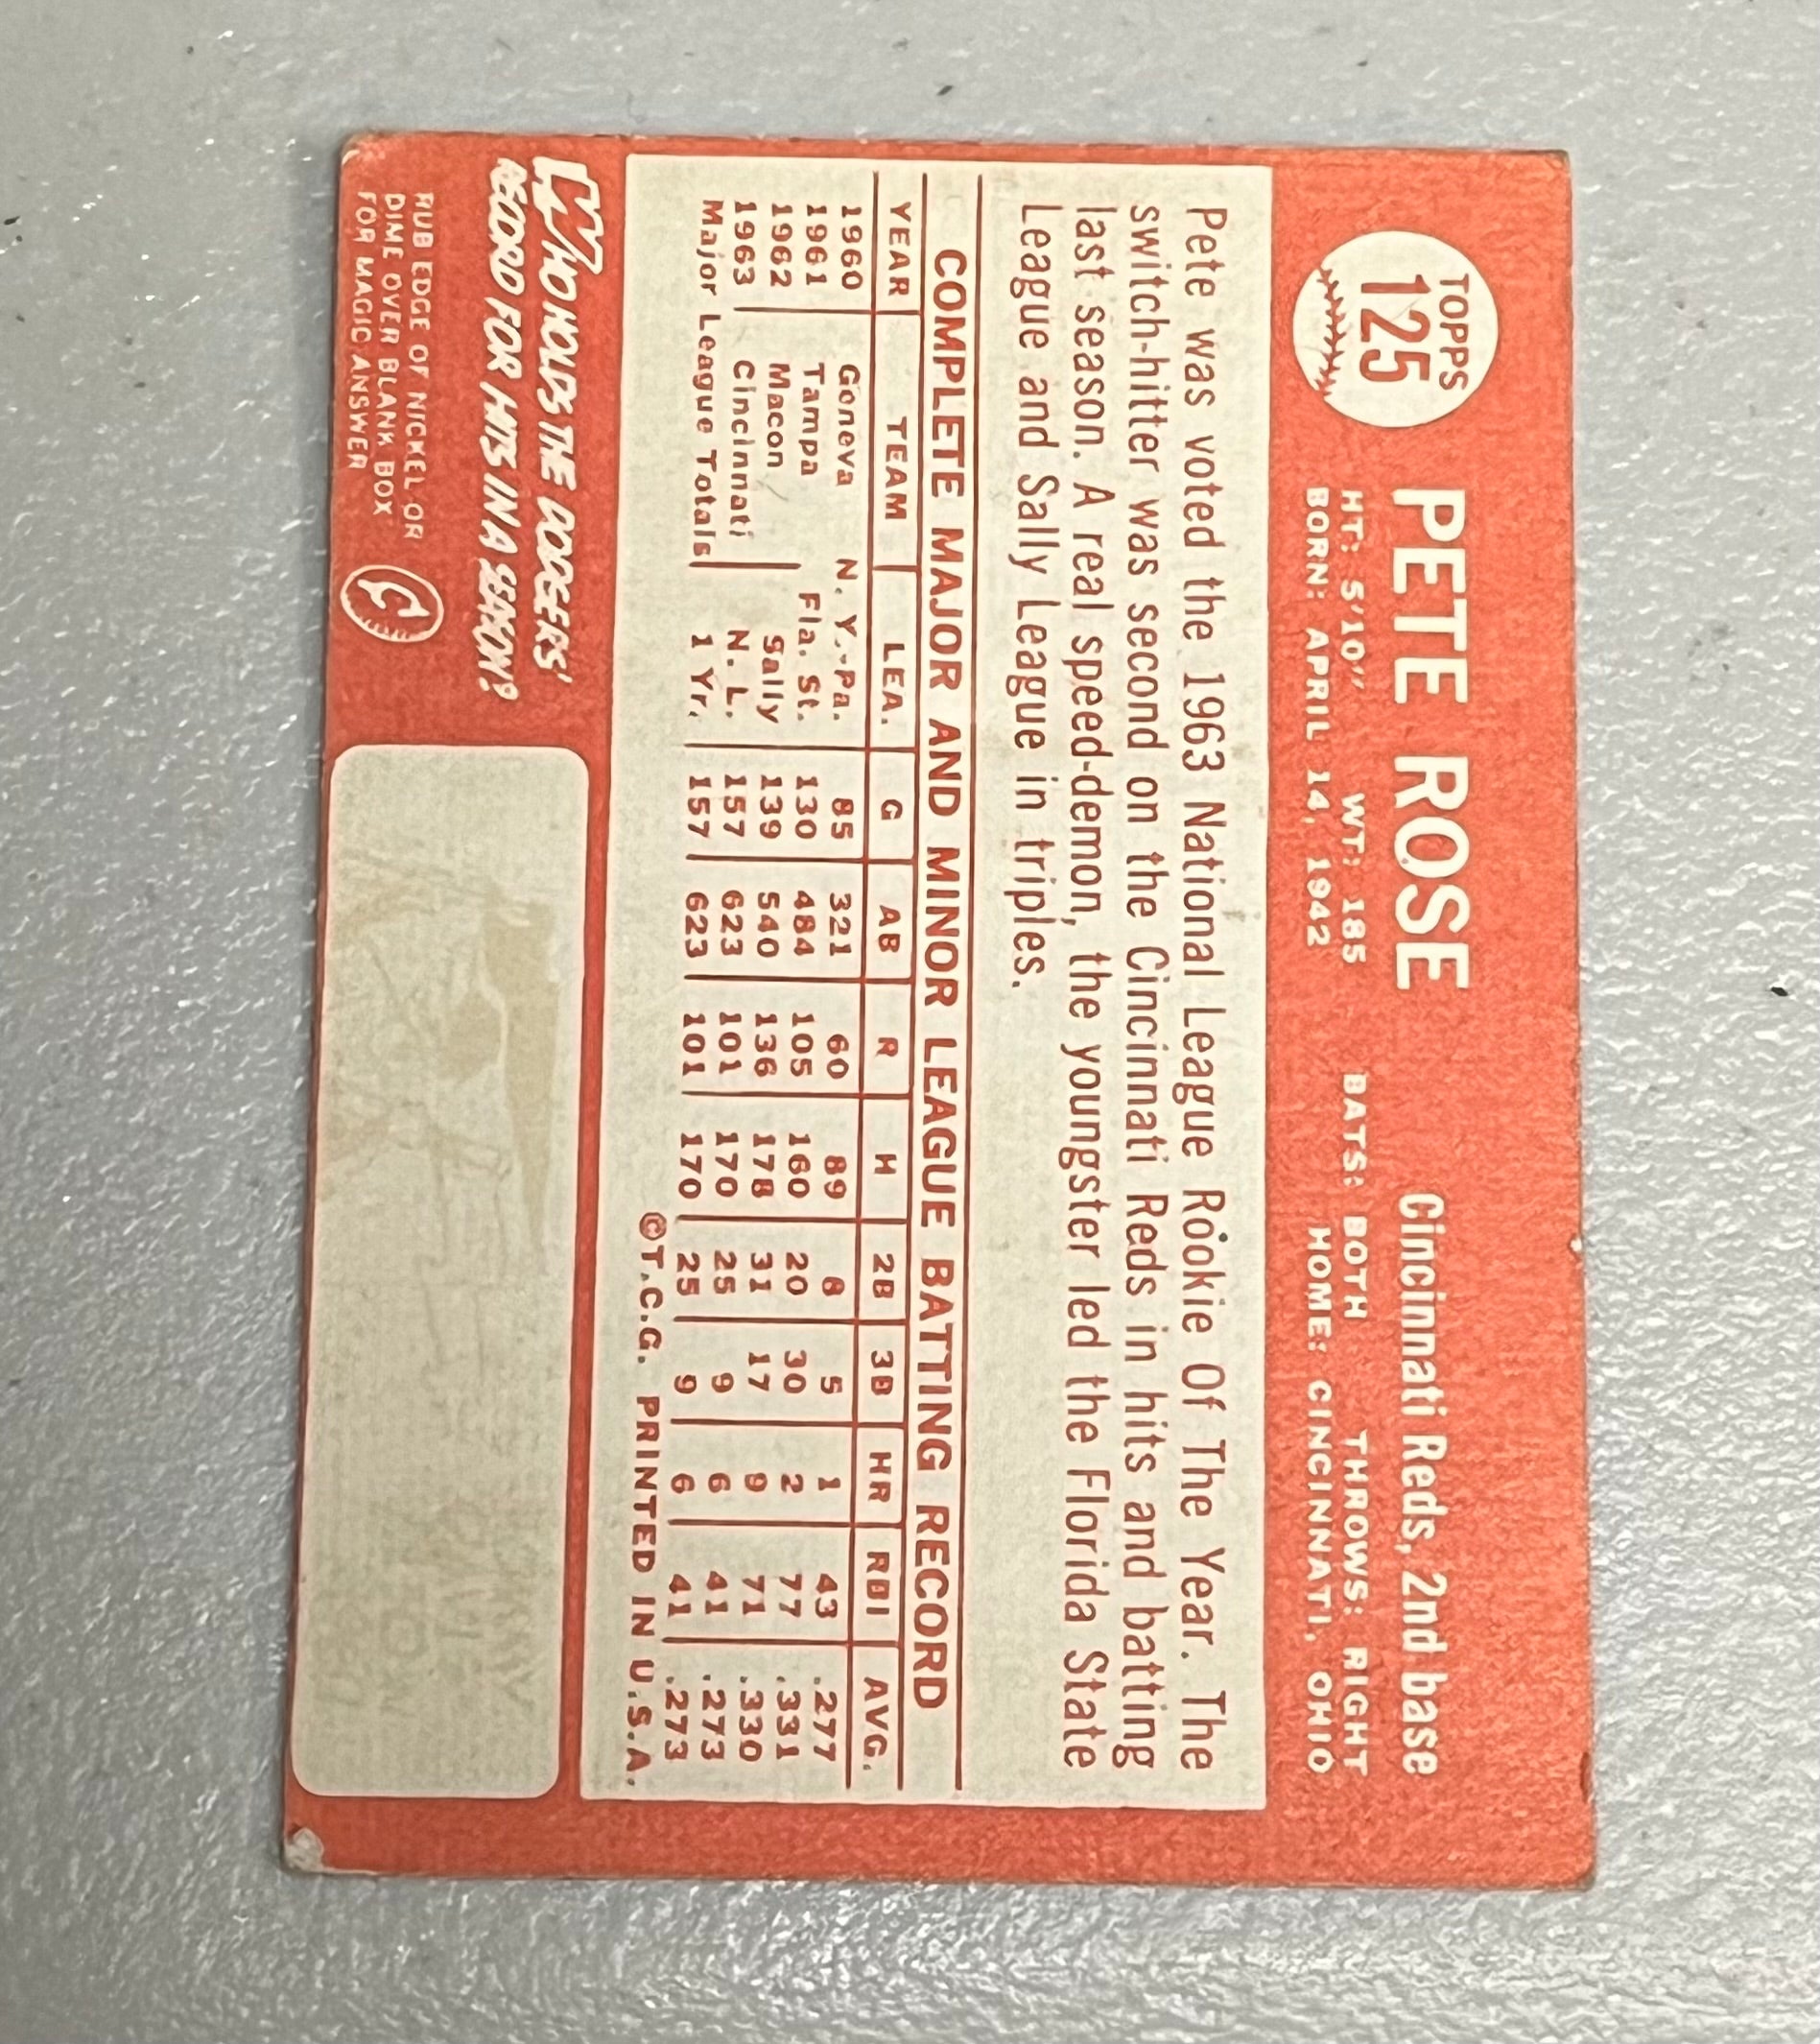 TOPPS
125
PETE ROSE
Cincinnati Reds, 2nd base
HT: 5'10" WT: 185 BATS: BOTH THROWS: RIGHT
BORN: APRIL 14, 1942 HOME: CINCINNATI, OHIO
Pete was voted the 1963 National League Rookie Of The Year. The
switch-hitter was second on the Cincinnati Reds in hits and batting
last season. A real speed-demon, the youngster led the Florida State
League and Sally League in triples.
COMPLETE MAJOR AND MINOR LEAGUE BATTING RECORD
YEAR TEAM LEA. G AB R H 2B 3B HR RBI AVG.
1960 Geneva N. Y.-Pa. 85 321 60 89 8 5 1 43 .277
1961 Tampa Fla. St. 130 484 105 160 20 30 2 77 .331
1962 Macon Sally 139 540 136 178 31 17 9 71 .330
1963 Cincinnati N. L. 157 623 101 170 25 9 6 41 .273
Major League Totals 1 Yr. 157 623 101 170 25 9 6 41 .273
©T.C.G. PRINTED IN U.S.A.
WHO HOLDS THE DODGERS'
RECORD FOR HITS IN A SEASON?
RUB EDGE OF NICKEL OR
DIME OVER BLANK BOX
FOR MAGIC ANSWER